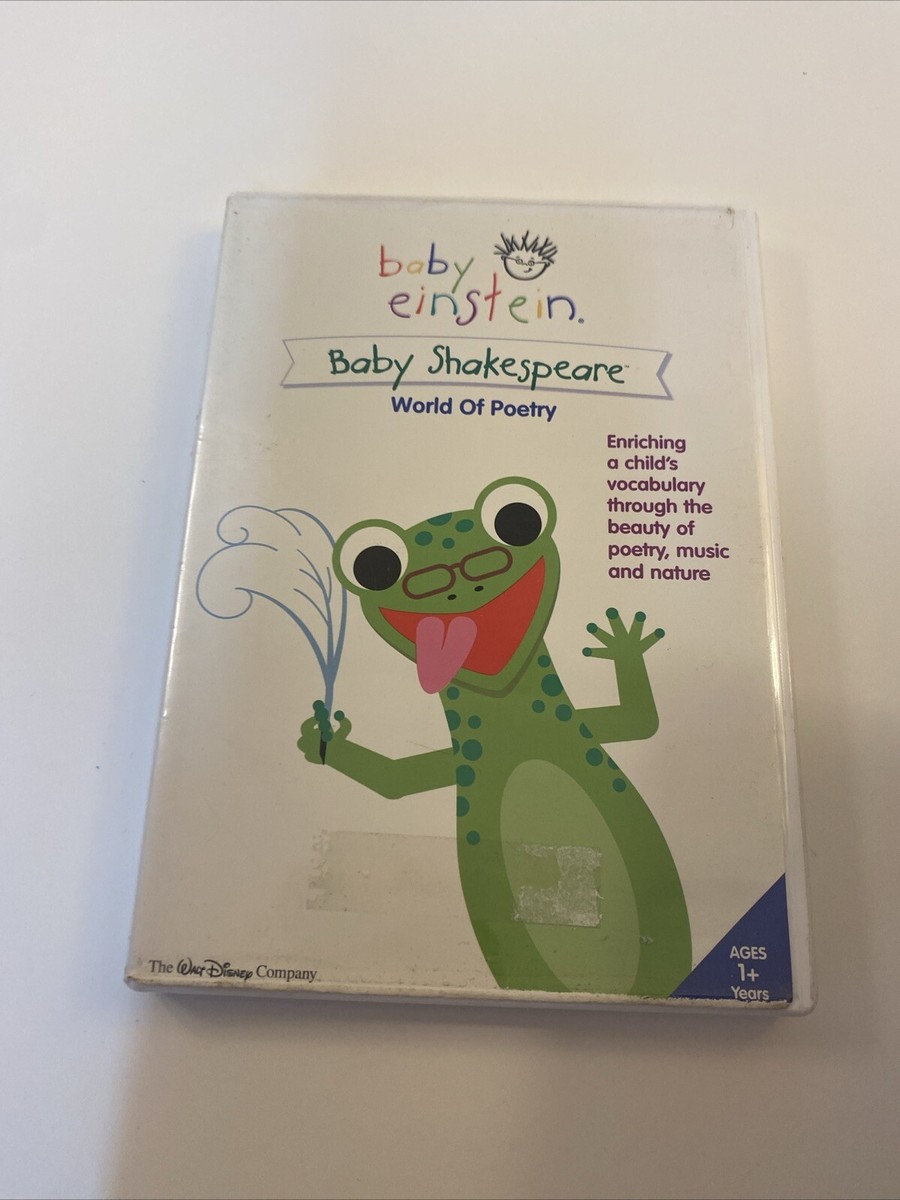 baby
einstein.
Baby Shakespeare™
World Of Poetry
Enriching
a child's
vocabulary
through the
beauty of
poetry, music
and nature
The Walt Disney Company
AGES
1+
Years